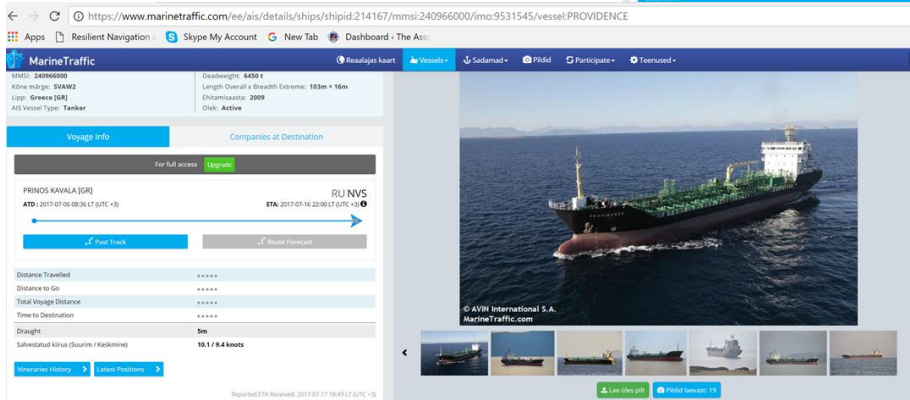 https://www.marinetraffic.com/ee/ais/details/ships/shipid:214167/mmsi:240966000/imo:9531545/vessel:PROVIDENCE
Apps Resilient Navigation Skype My Account New Tab Dashboard ‹ The Ass
MarineTraffic Reaalajas kaart Vessels Sadamad Pildid Participate Teenused
MMSI: 240966000 Deadweight: 6450 t
Kõne märge: SVAW2 Length Overall x Breadth Extreme: 103m × 16m
Lipp: Greece [GR] Ehitamisaasta: 2009
AIS Vessel Type: Tanker Olek: Active
Voyage Info Companies at Destination
For full access Upgrade
PRINOS KAVALA [GR] RU NVS
ATD : 2017-07-06 08:36 LT (UTC +3) ETA: 2017-07-16 22:00 LT (UTC +3)
Past Track Route Forecast
Distance Travelled *****
Distance to Go *****
Total Voyage Distance *****
Time to Destination *****
Draught 5m
Salvestatud kiirus (Suurim / Keskmine) 10.1 / 9.4 knots
Itineraries History Latest Positions
Reported ETA Received: 2017-07-17 18:49 LT (UTC +3)
PROVIDENCE
© AVIN International S.A.
MarineTraffic.com
Lae üles pilt Pildid laevast: 19